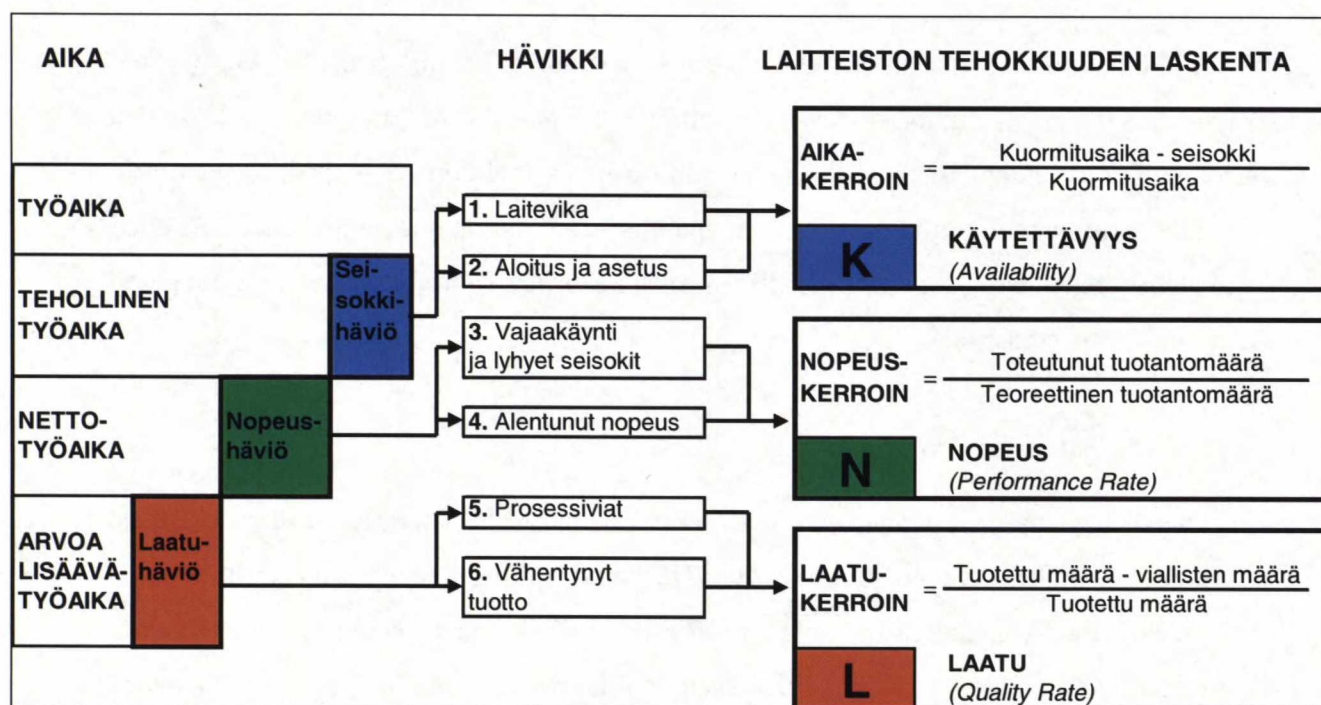 AIKA
HÄVIKKI
LAITTEISTON TEHOKKUUDEN LASKENTA
TYÖAIKA
TEHOLLINEN
TYÖAIKA
Sei-
sokki-
häviö
NETTO-
TYÖAIKA
Nopeus-
häviö
ARVOA
LISÄÄVÄ-
TYÖAIKA
Laatu-
häviö
1. Laitevika
2. Aloitus ja asetus
3. Vajaakäynti
ja lyhyet seisokit
4. Alentunut nopeus
5. Prosessiviat
6. Vähentynyt
tuotto
AIKA-
KERROIN
=
Kuormitusaika - seisokki
Kuormitusaika
K
KÄYTETTÄVYYS
(Availability)
NOPEUS-
KERROIN
=
Toteutunut tuotantomäärä
Teoreettinen tuotantomäärä
N
NOPEUS
(Performance Rate)
LAATU-
KERROIN
=
Tuotettu määrä - viallisten määrä
Tuotettu määrä
L
LAATU
(Quality Rate)